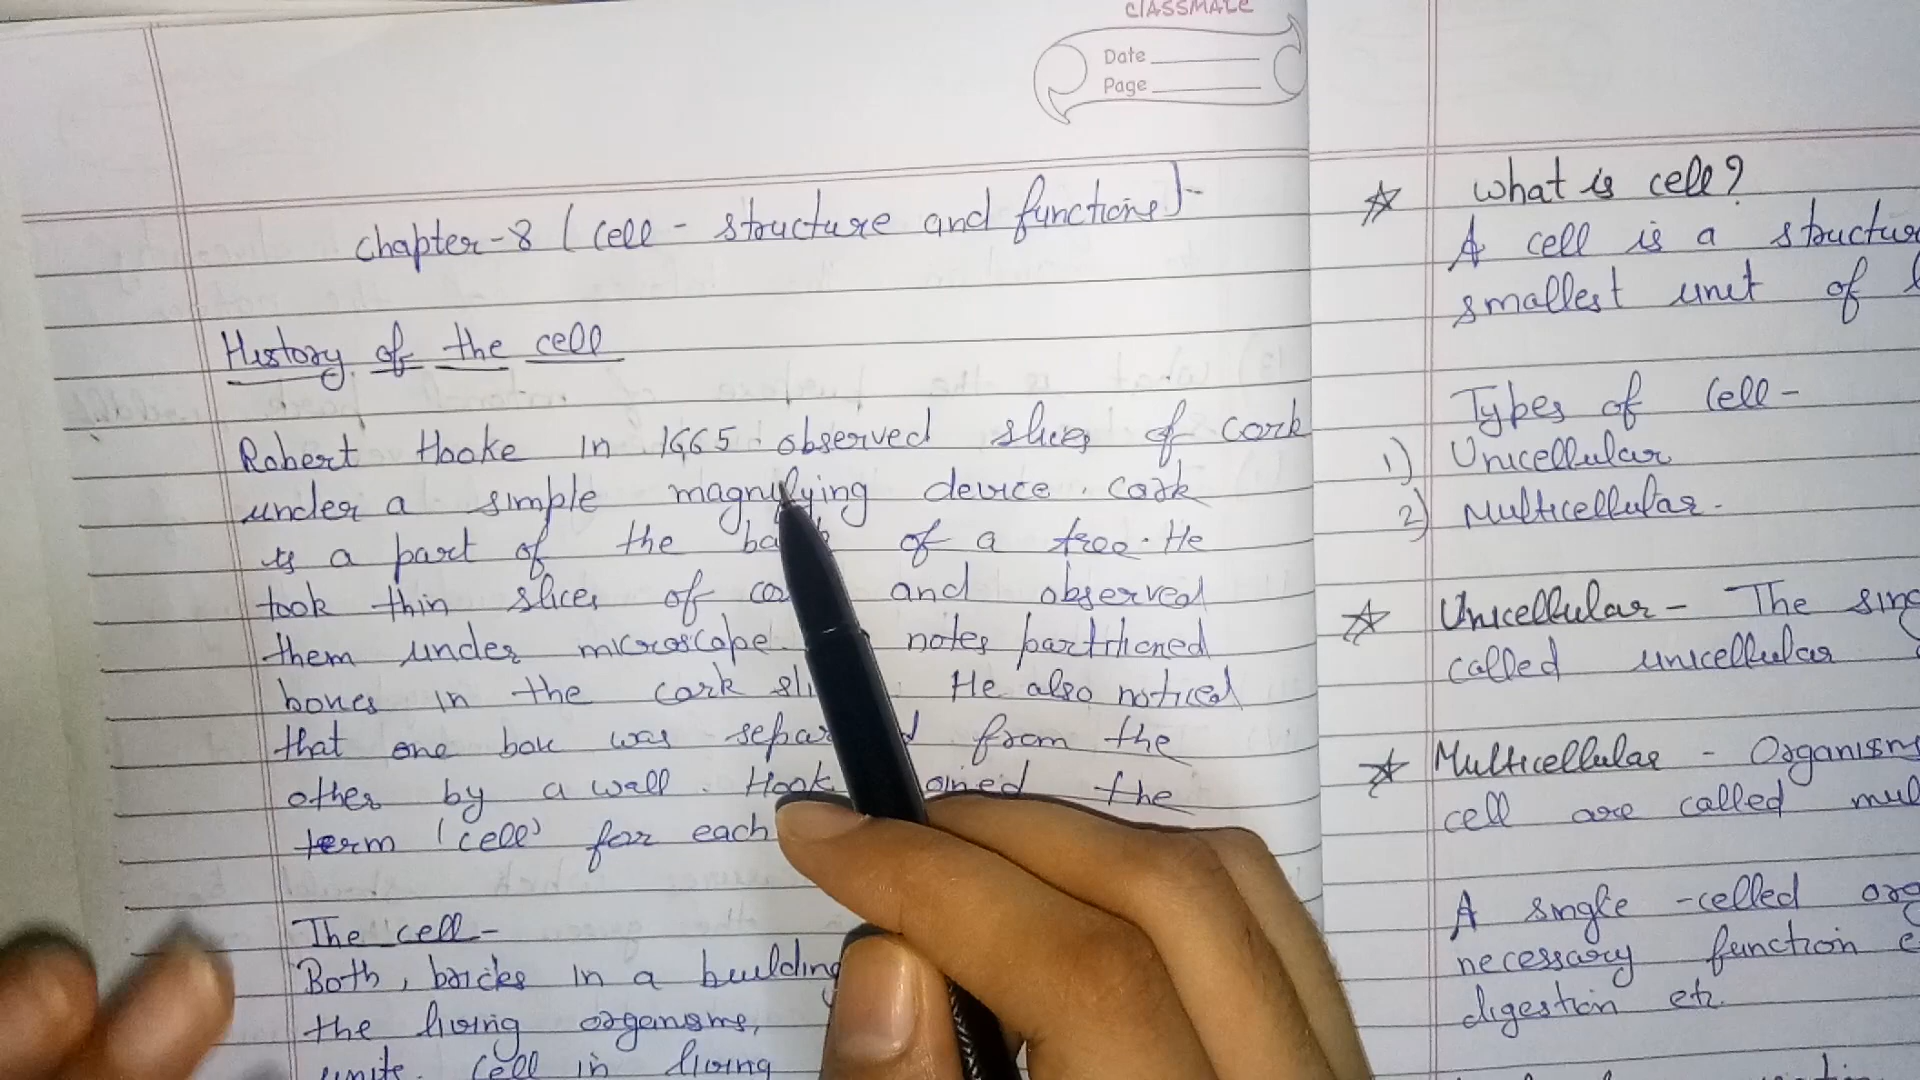 classmate
Date
Page
Chapter-8 (Cell - structure and functions)-
History of the cell
Robert Hooke in 1665 observed slices of cork
under a simple magnifying device. Cork
is a part of the of a tree. He
took thin slices of and observed
them under microscope. notes partitioned
boxes in the cork He also noticed
that one box was from the
other by a wall. Hook the
term 'cell' for each
The cell-
Both, bricks in a building
the living organisms,
units. Cell in living
What is cell?
A cell is a
smallest unit of
Types of Cell-
1) Unicellular
2) Multicellular.
Unicellular - The
called unicellular
Multicellular - Organisms
cell are called
A single -celled
necessary function
digestion etc.